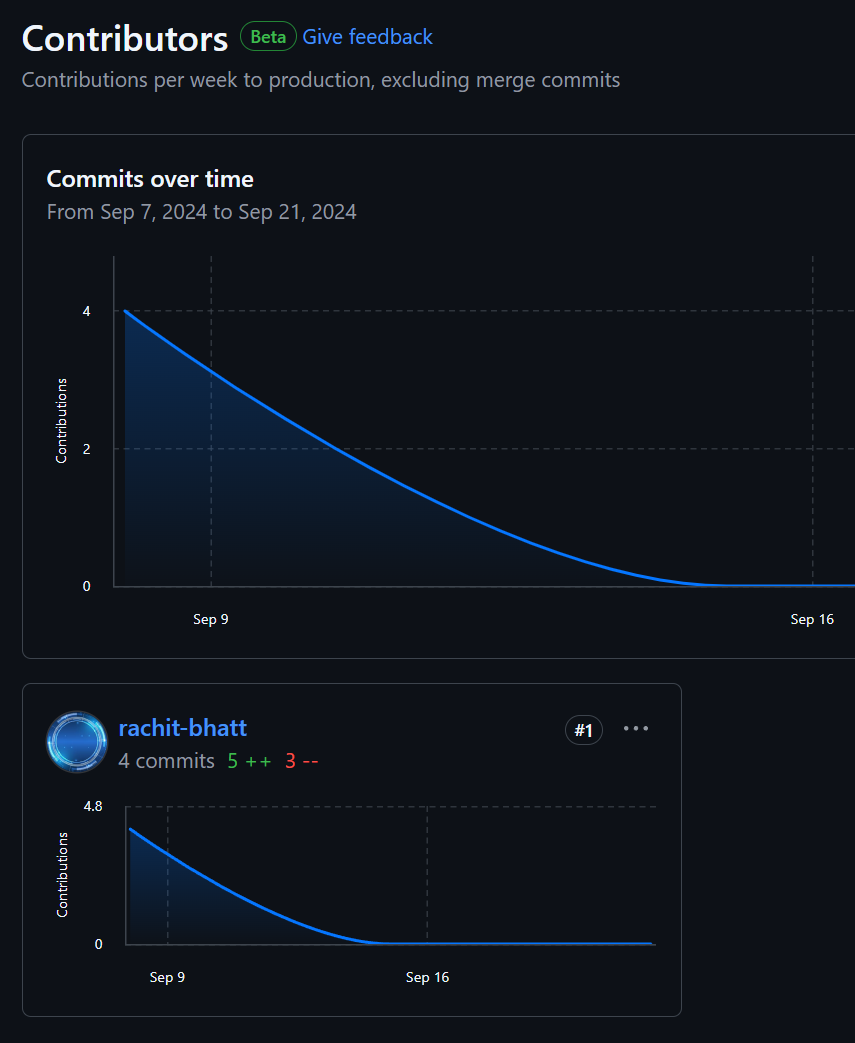 Contributors Beta Give feedback
Contributions per week to production, excluding merge commits
Commits over time
From Sep 7, 2024 to Sep 21, 2024
4
Contributions
2
0
Sep 9 Sep 16
rachit-bhatt #1
4 commits 5 ++ 3 --
4.8
Contributions
0
Sep 9 Sep 16